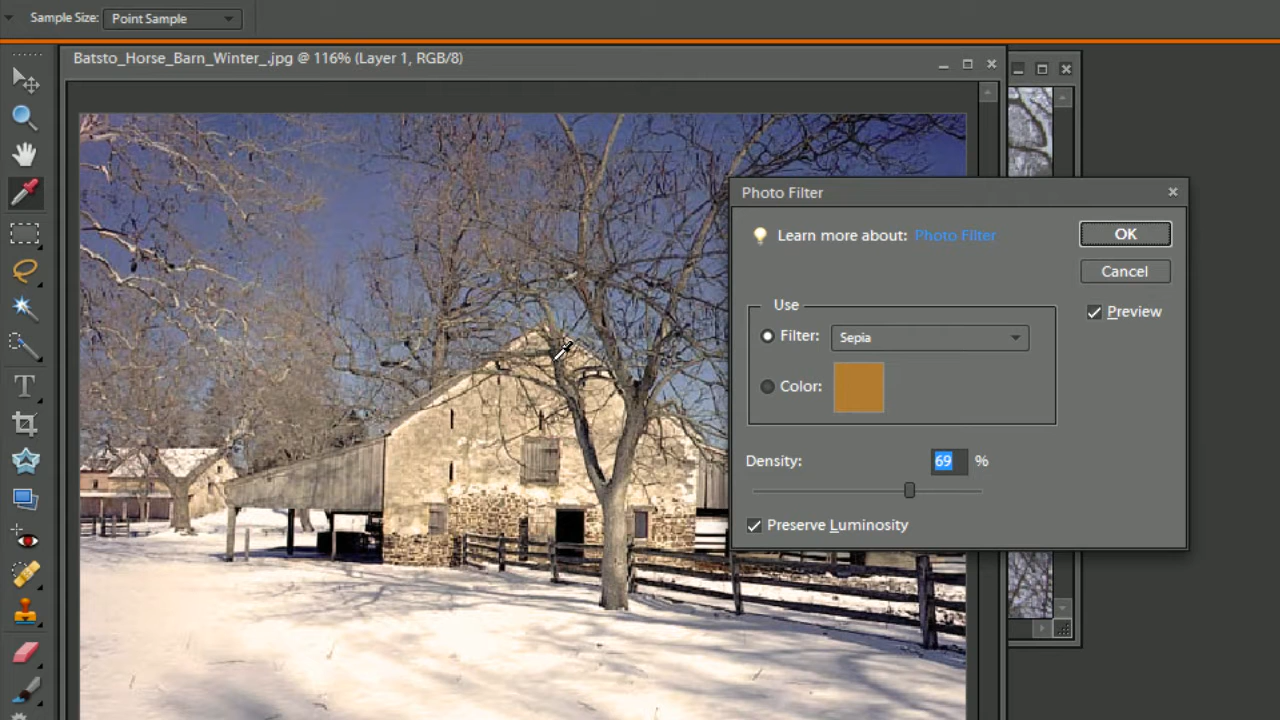 Sample Size: Point Sample
Batsto_Horse_Barn_Winter_.jpg @ 116% (Layer 1, RGB/8)
Photo Filter
Learn more about: Photo Filter
OK
Cancel
Preview
Use
Filter: Sepia
Color:
Density: 69 %
Preserve Luminosity
T